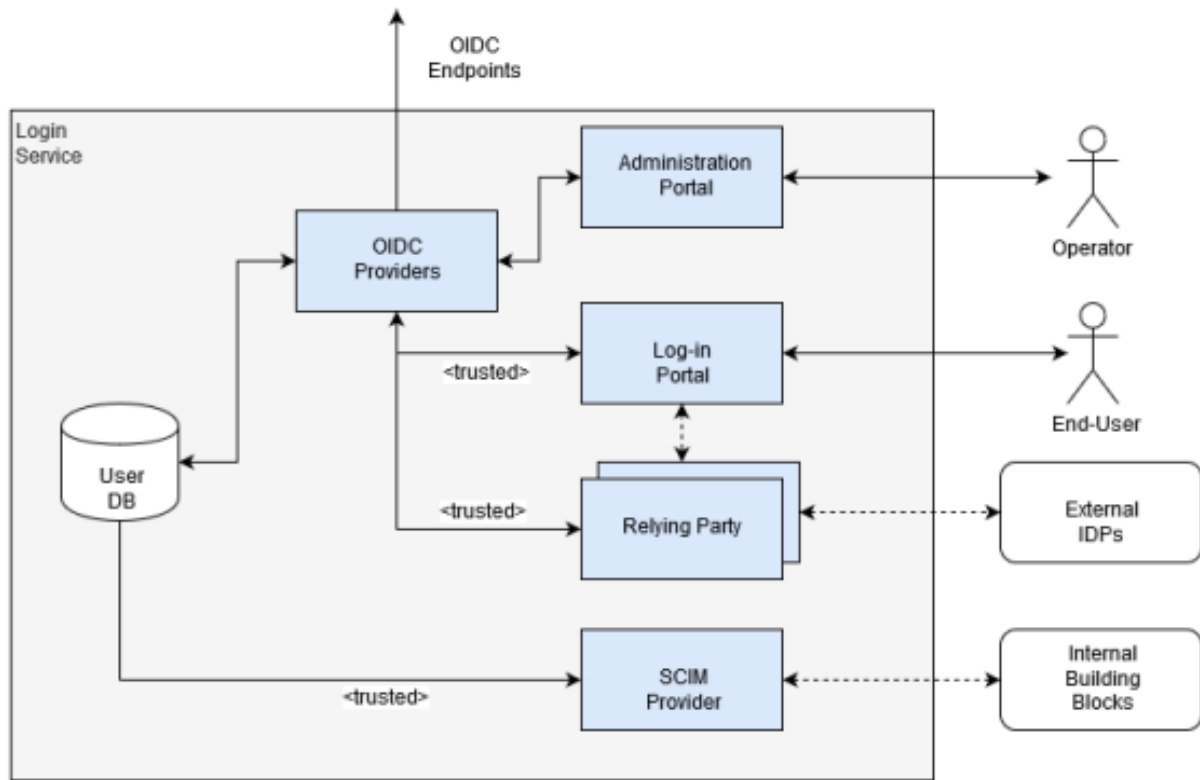 OIDC
Endpoints
Login
Service
Administration
Portal
OIDC
Providers
Operator
Log-in
Portal
<trusted>
End-User
User
DB
<trusted>
Relying Party
External
IDPs
SCIM
Provider
<trusted>
Internal
Building
Blocks